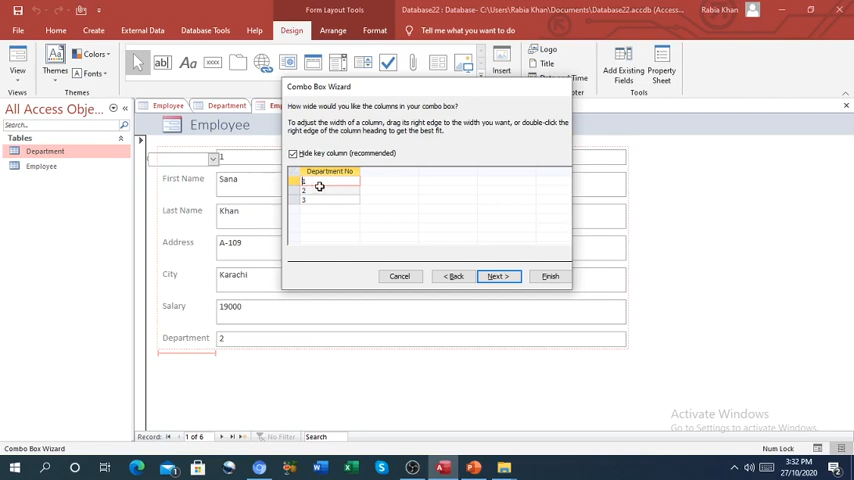 Form Layout Tools
Database22 : Database- C:\Users\Rabia Khan\Documents\Database22.accdb (Access...
Rabia Khan
File
Home
Create
External Data
Database Tools
Help
Design
Arrange
Format
Tell me what you want to do
View
Themes
Colors
Fonts
ab|
Aa
xxxx
Insert
Logo
Title
Date and Time
Add Existing Fields
Property Sheet
Views
Themes
Tools
All Access Obje...
Search...
Tables
Department
Employee
Employee
Department
Employee
1
First Name
Sana
Last Name
Khan
Address
A-109
City
Karachi
Salary
19000
Department
2
Combo Box Wizard
How wide would you like the columns in your combo box?
To adjust the width of a column, drag its right edge to the width you want, or double-click the
right edge of the column heading to get the best fit.
Hide key column (recommended)
Department No
1
2
3
Cancel
< Back
Next >
Finish
Activate Windows
Go to Settings to activate Windows.
Record:
1 of 6
No Filter
Search
Combo Box Wizard
Num Lock
3:32 PM
27/10/2020